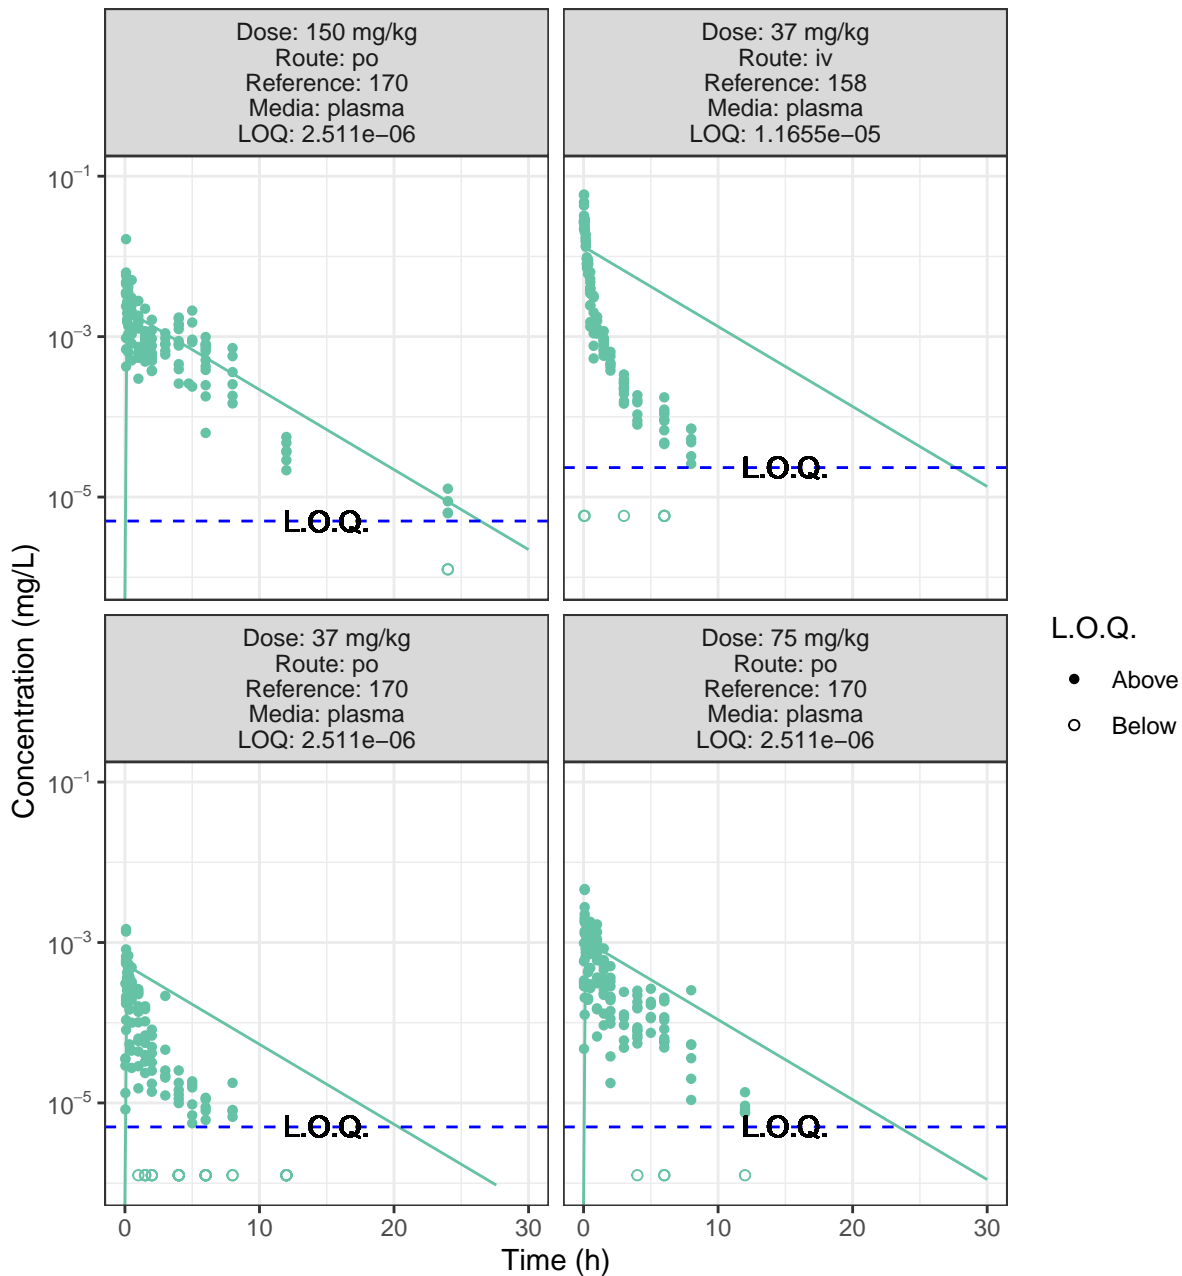 Dose: 150 mg/kg
Route: po
Reference: 170
Media: plasma
LOQ: 2.511e−06
Dose: 37 mg/kg
Route: iv
Reference: 158
Media: plasma
LOQ: 1.1655e−05
10−1
10−3
10−5
L.O.Q.
L.O.Q.
Dose: 37 mg/kg
Route: po
Reference: 170
Media: plasma
LOQ: 2.511e−06
Dose: 75 mg/kg
Route: po
Reference: 170
Media: plasma
LOQ: 2.511e−06
10−1
10−3
10−5
L.O.Q.
L.O.Q.
0 10 20 30
0 10 20 30
Time (h)
Concentration (mg/L)
L.O.Q.
Above
Below